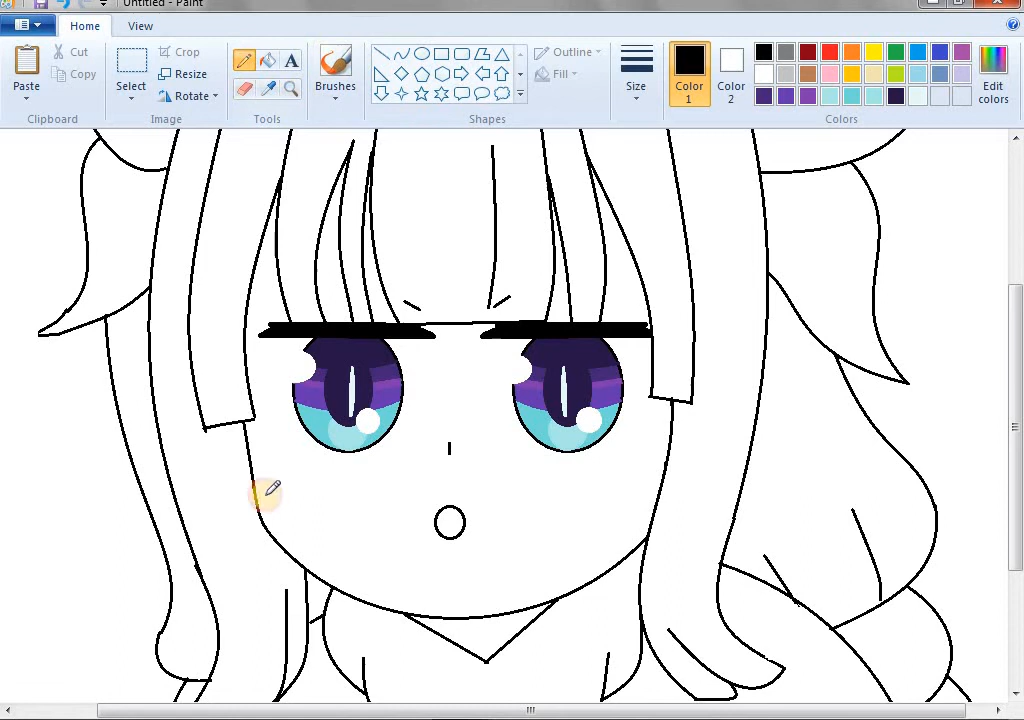 Untitled - Paint
Home View
Paste
Cut
Copy
Clipboard
Select
Crop
Resize
Rotate
Image
A
Tools
Brushes
Outline
Fill
Shapes
Size
Color 1
Color 2
Edit colors
Colors